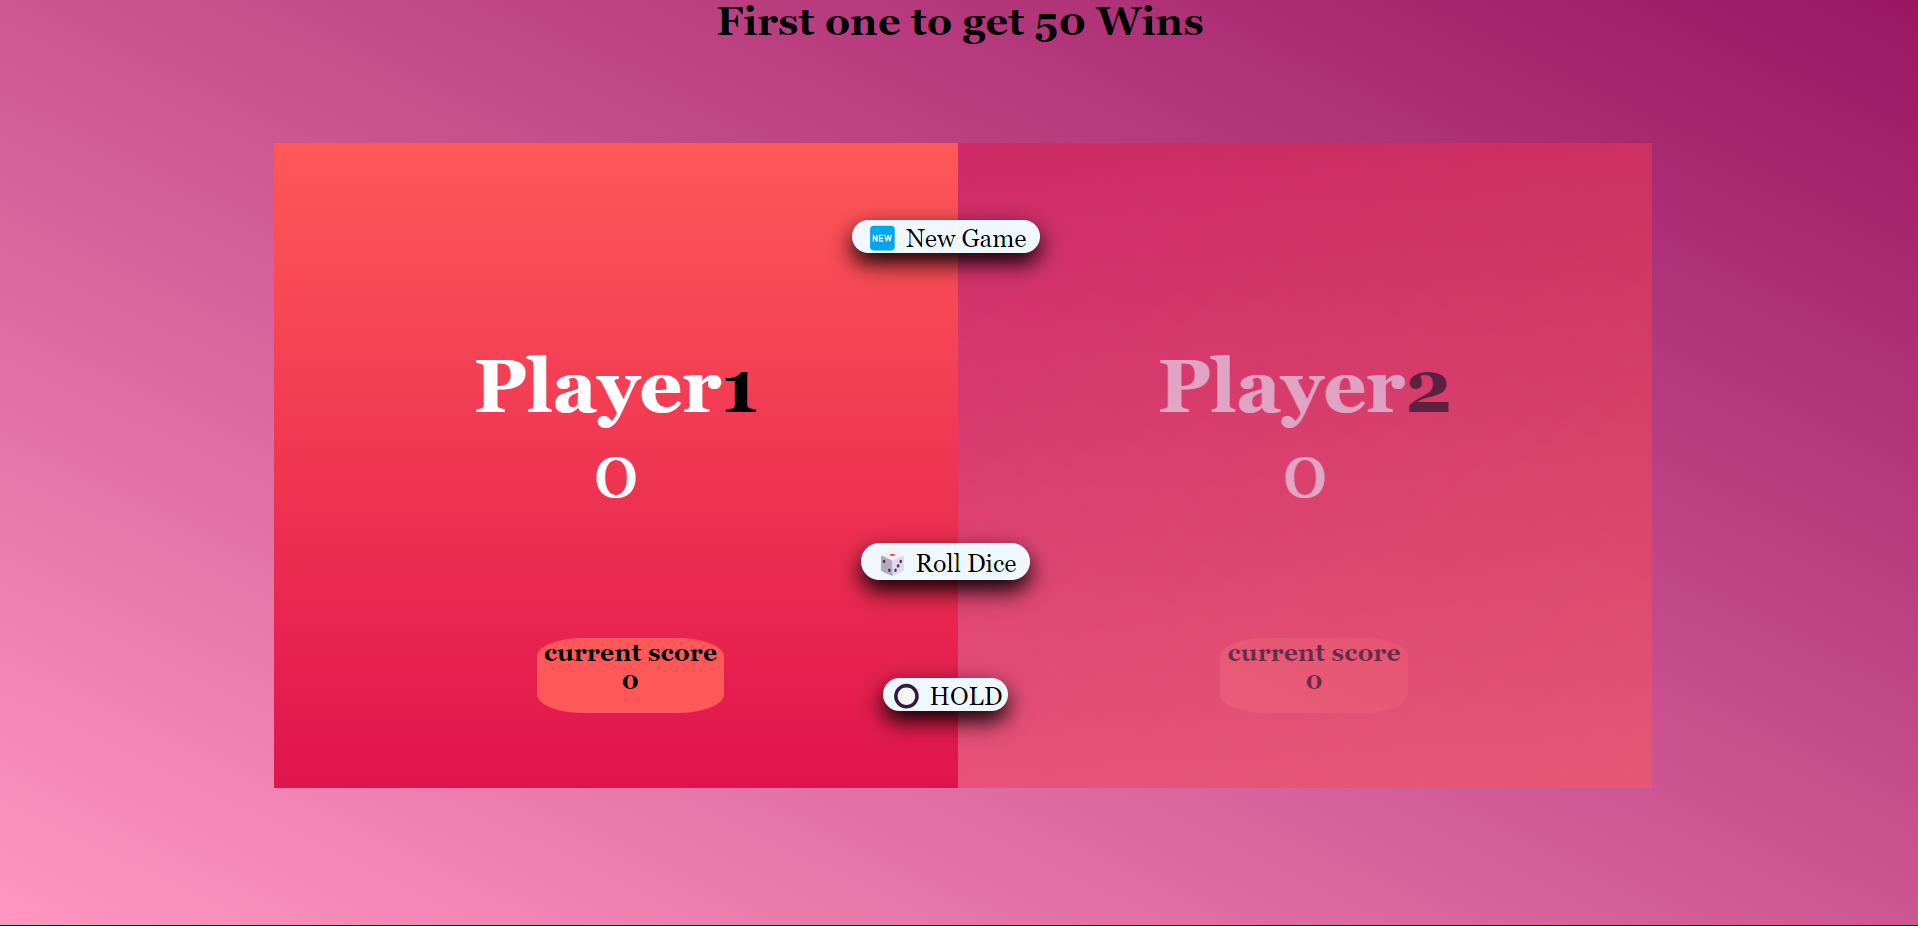 First one to get 50 Wins
NEW New Game
Player1
0
Player2
0
Roll Dice
current score
0
current score
0
HOLD